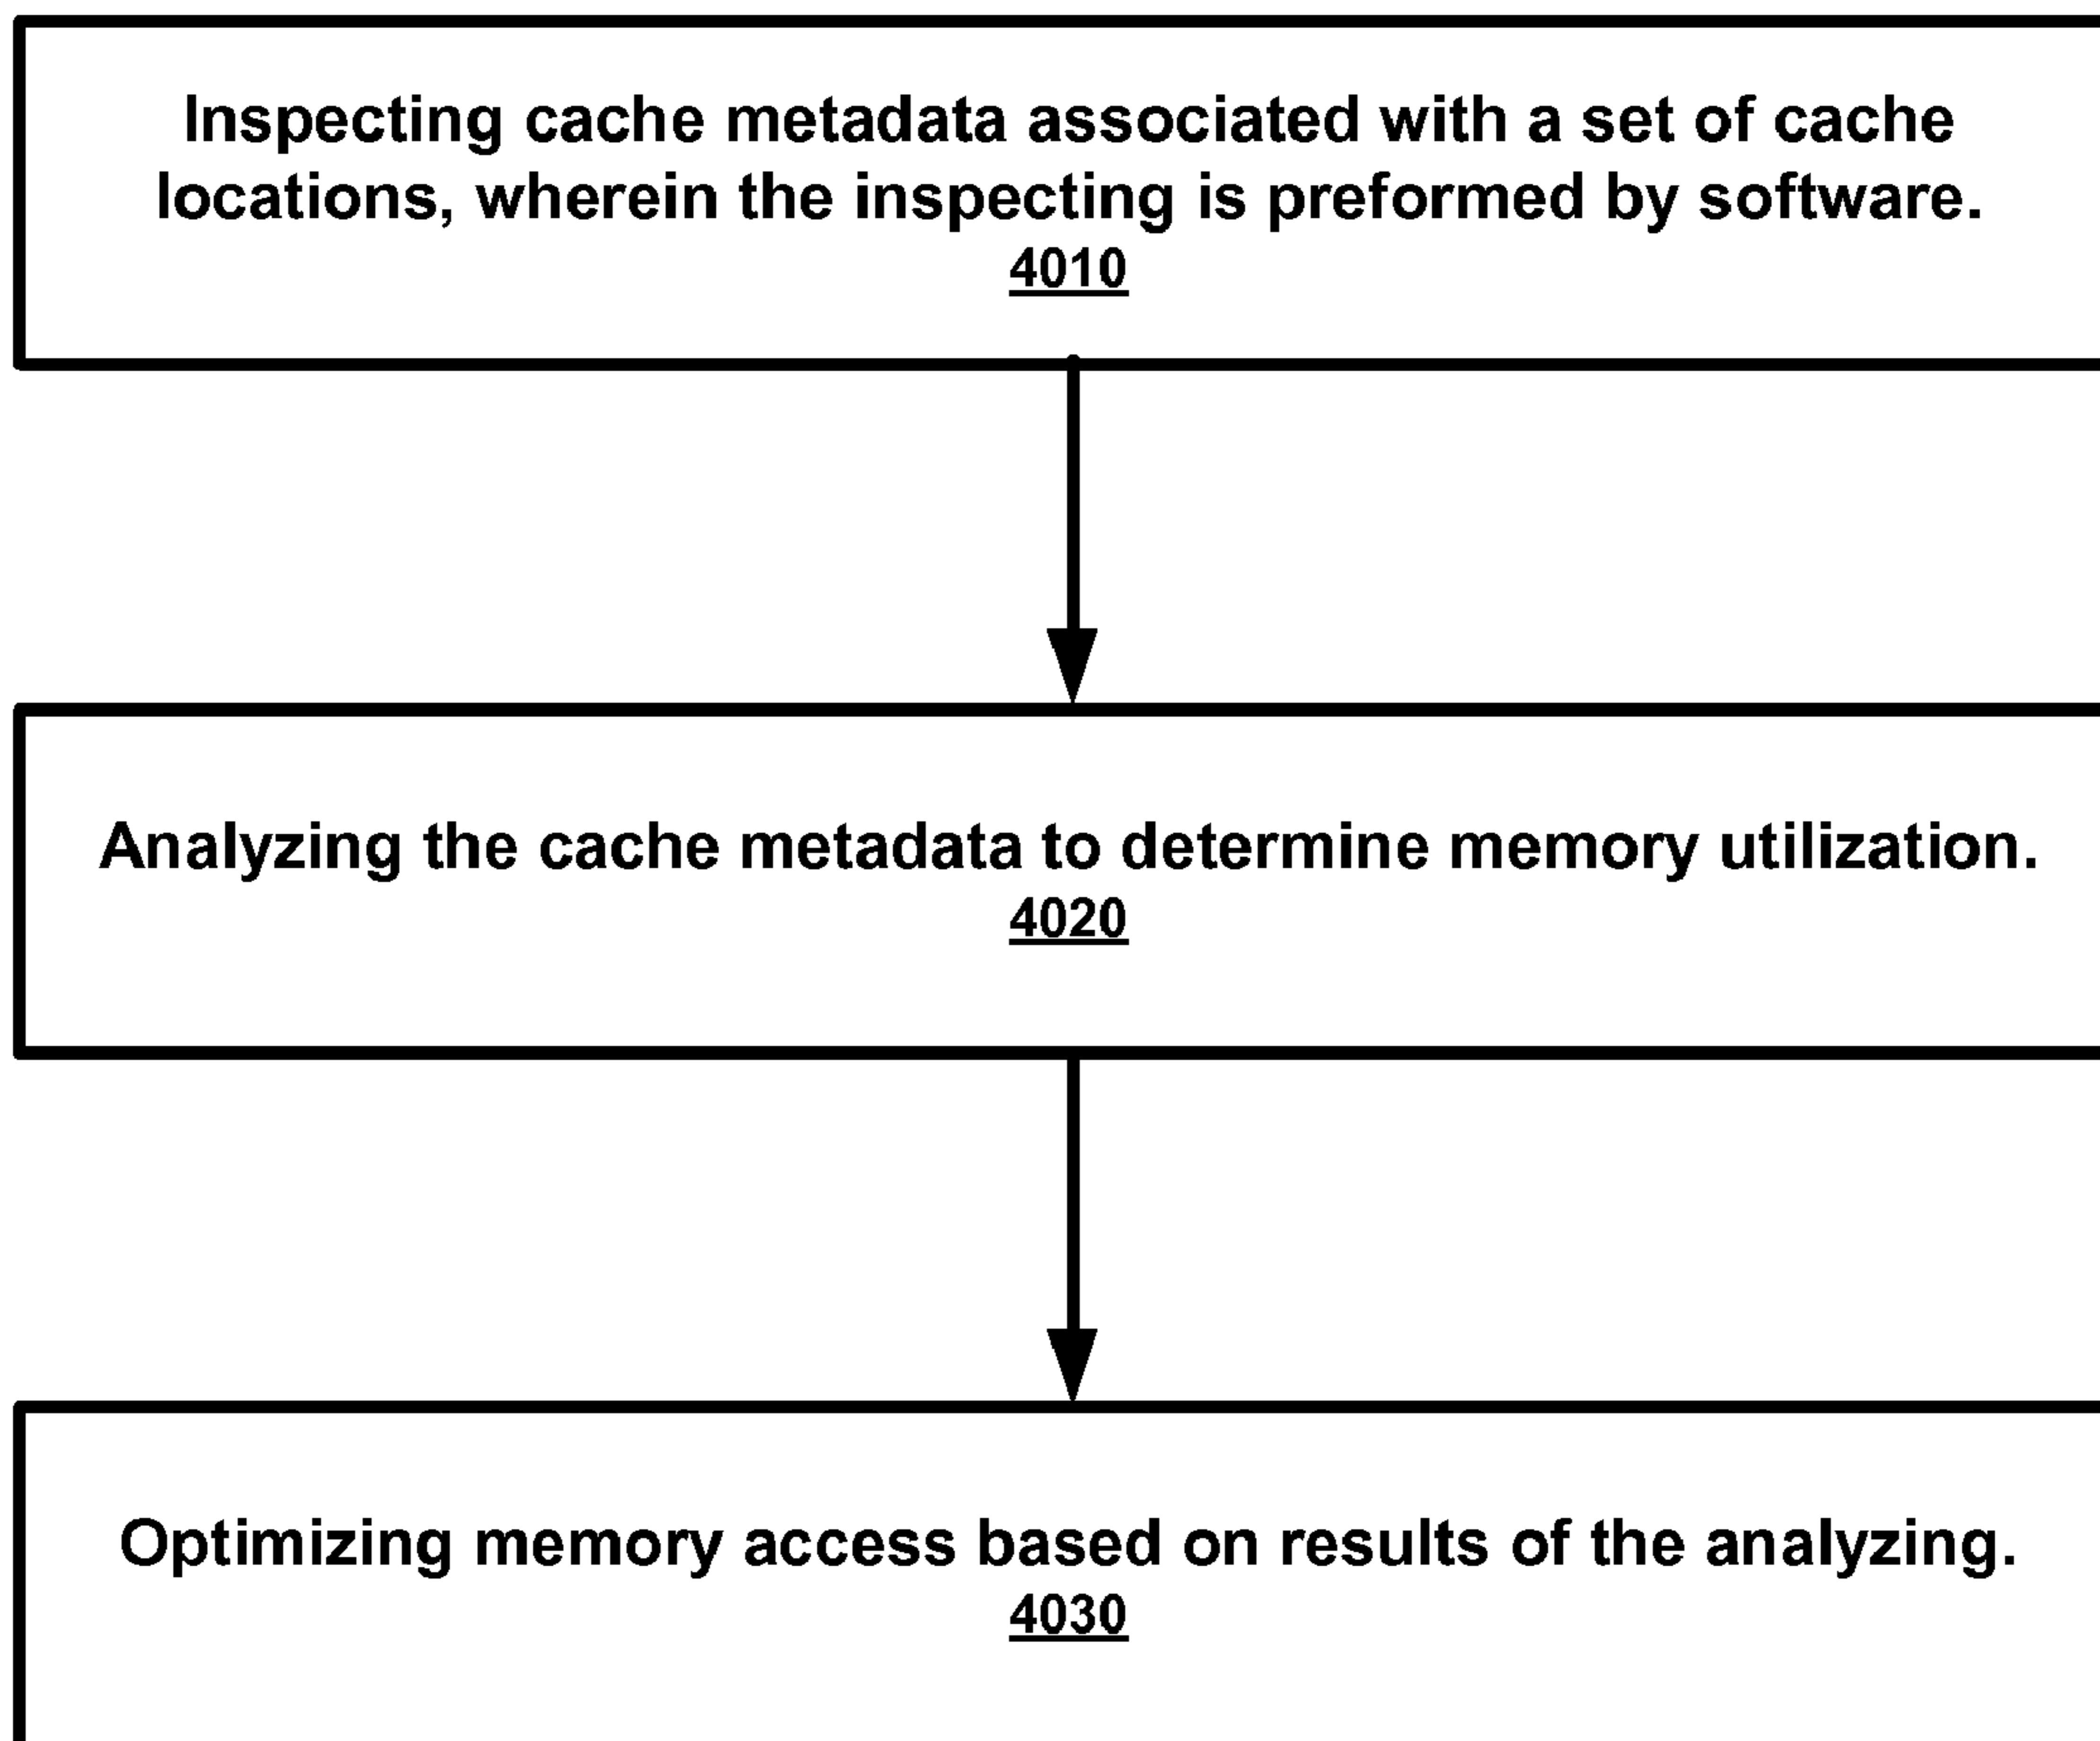 Inspecting cache metadata associated with a set of cache
locations, wherein the inspecting is preformed by software.
4010
Analyzing the cache metadata to determine memory utilization.
4020
Optimizing memory access based on results of the analyzing.
4030